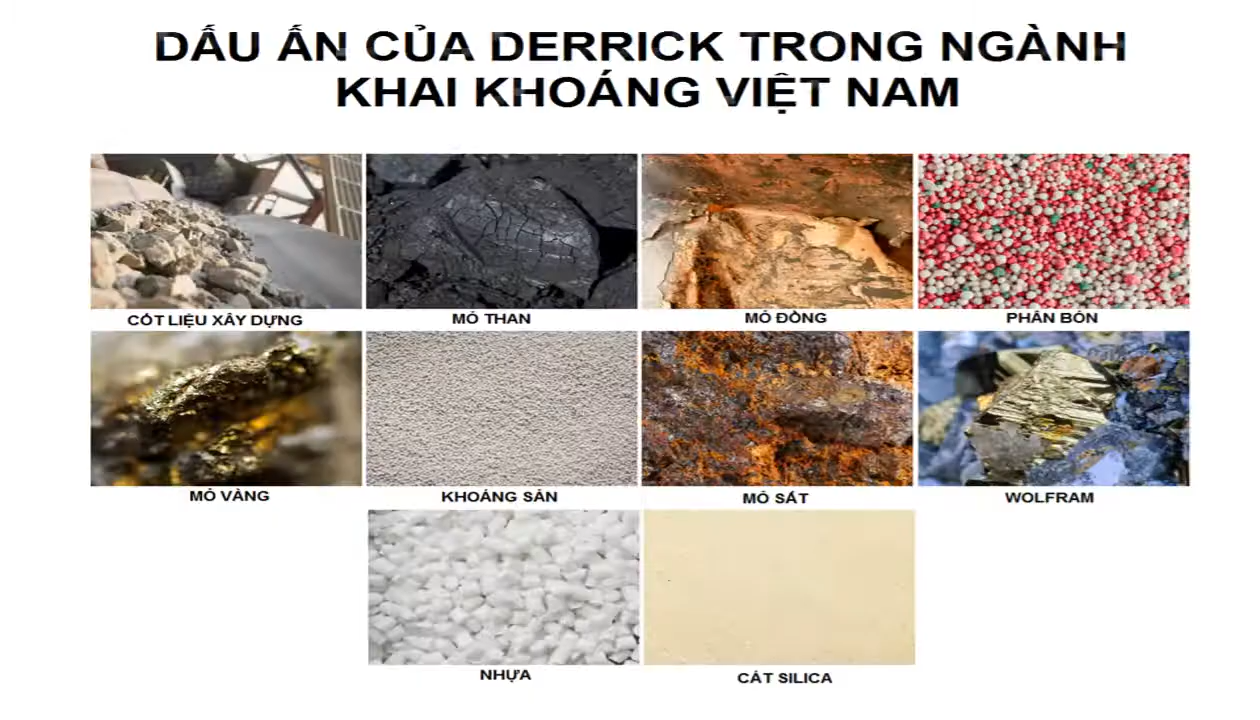 DẤU ẤN CỦA DERRICK TRONG NGÀNH
KHAI KHOÁNG VIỆT NAM
CỐT LIỆU XÂY DỰNG
MỎ THAN
MỎ ĐỒNG
PHÂN BÓN
MỎ VÀNG
KHOÁNG SẢN
MỎ SẮT
WOLFRAM
NHỰA
CÁT SILICA